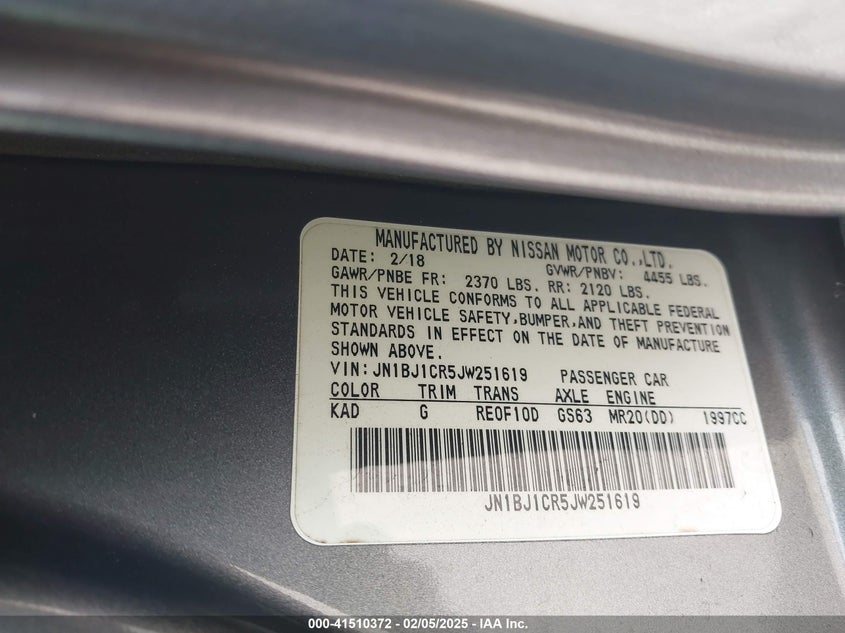 MANUFACTURED BY NISSAN MOTOR CO.,LTD.
DATE: 2/18 GVWR/PNBV: 4455 LBS.
GAWR/PNBE FR: 2370 LBS. RR: 2120 LBS.
THIS VEHICLE CONFORMS TO ALL APPLICABLE FEDERAL
MOTOR VEHICLE SAFETY,BUMPER,AND THEFT PREVENTION
STANDARDS IN EFFECT ON THE DATE OF MANUFACTURE
SHOWN ABOVE.
VIN:JN1BJ1CR5JW251619 PASSENGER CAR
COLOR TRIM TRANS AXLE ENGINE
KAD G RE0F10D GS63 MR20(DD) 1997CC
JN1BJ1CR5JW251619
000-41510372 - 02/05/2025 - IAA Inc.